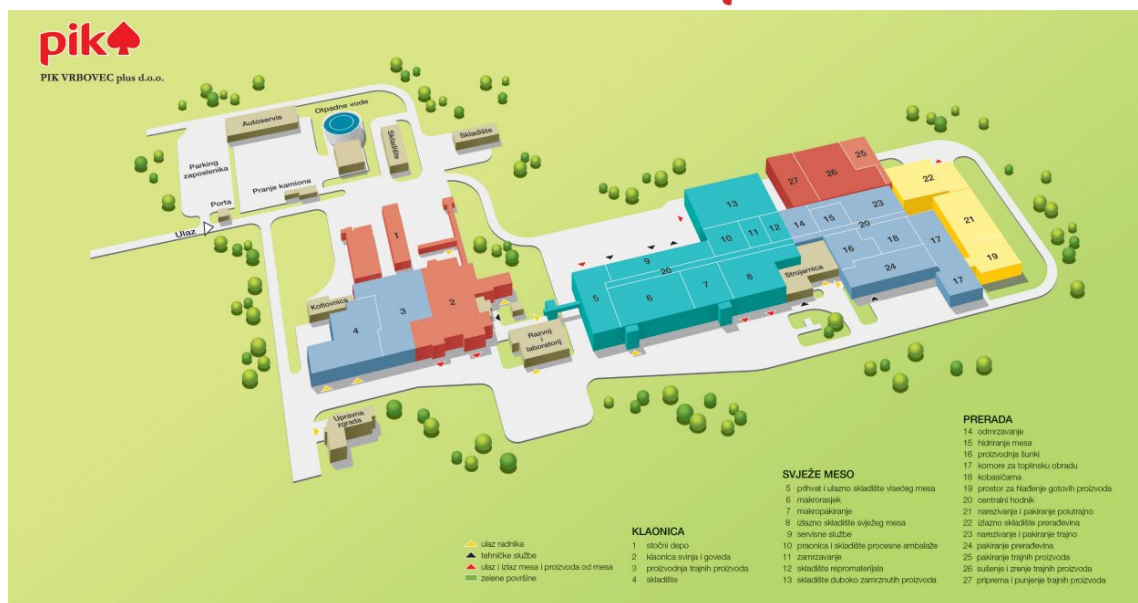 pik
PIK VRBOVEC plus d.o.o.
Autoservis
Otpadne vode
Skladište
Skladište
Parking
zaposlenika
Pranje kamiona
Porta
Ulaz
1
2
3
4
Kotlovnica
Razvoj
i
laboratorij
Upravna
zgrada
5
6
7
8
9
20
10
11
12
13
Strojarnica
14
15
23
20
16
18
17
24
17
27
26
25
22
21
19
ulaz radnika
tehničke službe
ulaz i izlaz mesa i proizvoda od mesa
zelene površine
KLAONICA
1 stočni depo
2 klaonica svinja i goveda
3 proizvodnja trajnih proizvoda
4 skladište
SVJEŽE MESO
5 prihvat i ulazno skladište visećeg mesa
6 makrorasjek
7 makropakiranje
8 izlazno skladište svježeg mesa
9 servisne službe
10 praonica i skladište procesne ambalaže
11 zamrzavanje
12 skladište repromaterijala
13 skladište duboko zamrznutih proizvoda
PRERADA
14 odmrzavanje
15 hidriranje mesa
16 proizvodnja šunki
17 komore za toplinsku obradu
18 kobasičarna
19 prostor za hlađenje gotovih proizvoda
20 centralni hodnik
21 narezivanje i pakiranje polutrajno
22 izlazno skladište prerađevina
23 narezivanje i pakiranje trajno
24 pakiranje prerađevina
25 pakiranje trajnih proizvoda
26 sušenje i zrenje trajnih proizvoda
27 priprema i punjenje trajnih proizvoda